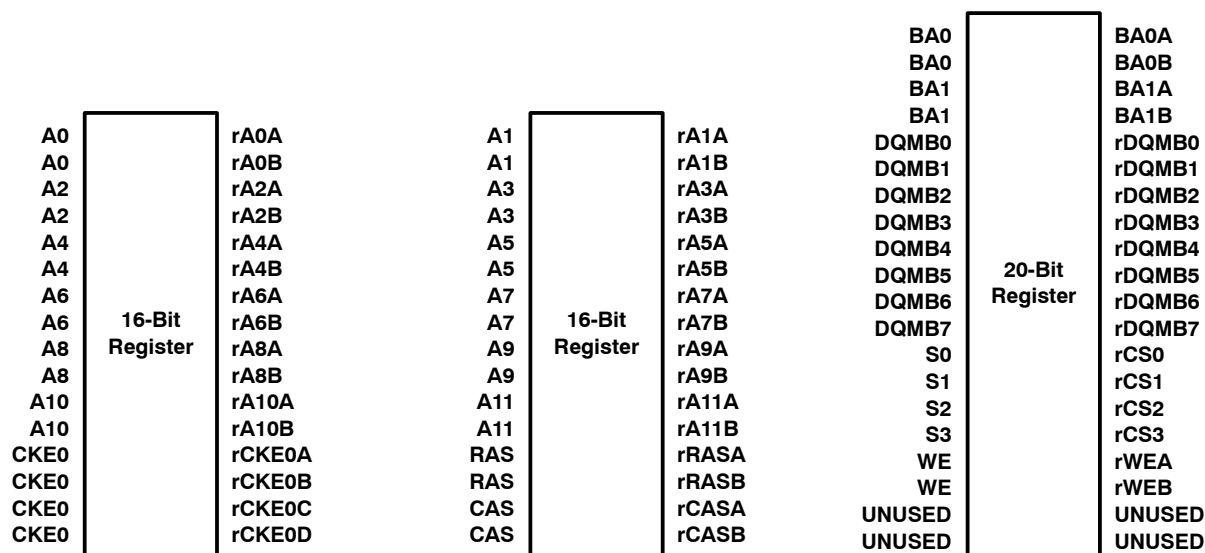 A0 rA0A
A0 rA0B
A2 rA2A
A2 rA2B
A4 rA4A
A4 rA4B
A6 rA6A
A6 rA6B
A8 rA8A
A8 rA8B
A10 rA10A
A10 rA10B
CKE0 rCKE0A
CKE0 rCKE0B
CKE0 rCKE0C
CKE0 rCKE0D
16-Bit
Register
A1 rA1A
A1 rA1B
A3 rA3A
A3 rA3B
A5 rA5A
A5 rA5B
A7 rA7A
A7 rA7B
A9 rA9A
A9 rA9B
A11 rA11A
A11 rA11B
RAS rRASA
RAS rRASB
CAS rCASA
CAS rCASB
16-Bit
Register
BA0 BA0A
BA0 BA0B
BA1 BA1A
BA1 BA1B
DQMB0 rDQMB0
DQMB1 rDQMB1
DQMB2 rDQMB2
DQMB3 rDQMB3
DQMB4 rDQMB4
DQMB5 rDQMB5
DQMB6 rDQMB6
DQMB7 rDQMB7
S0 rCS0
S1 rCS1
S2 rCS2
S3 rCS3
WE rWEA
WE rWEB
UNUSED UNUSED
UNUSED UNUSED
20-Bit
Register